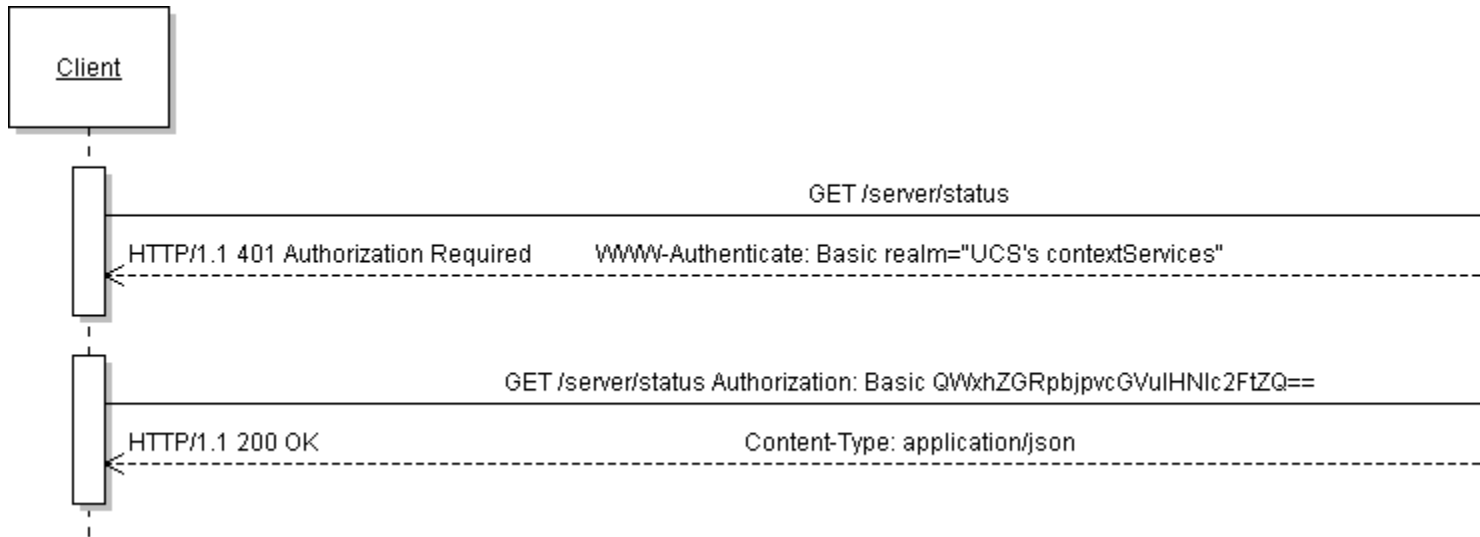 Client
GET /server/status
HTTP/1.1 401 Authorization Required WWW-Authenticate: Basic realm="UCS's contextServices"
GET /server/status Authorization: Basic QWxhZGRpbjpvcGVuIHNlc2FtZQ==
HTTP/1.1 200 OK Content-Type: application/json